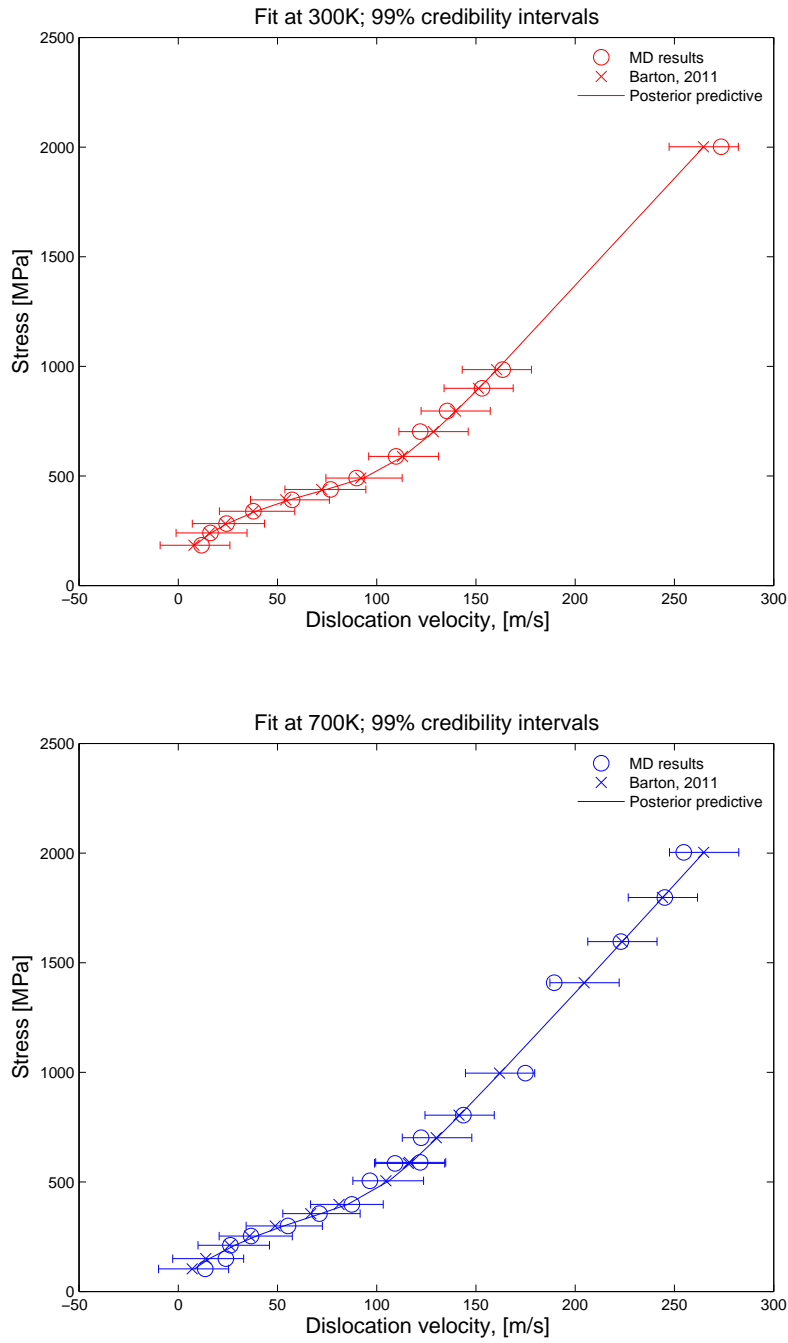 Fit at 300K; 99% credibility intervals
2500
MD results
Barton, 2011
Posterior predictive
2000
1500
Stress [MPa]
1000
500
0
−50
0
50
100
150
200
250
300
Dislocation velocity, [m/s]
Fit at 700K; 99% credibility intervals
2500
MD results
Barton, 2011
Posterior predictive
2000
1500
Stress [MPa]
1000
500
0
−50
0
50
100
150
200
250
300
Dislocation velocity, [m/s]